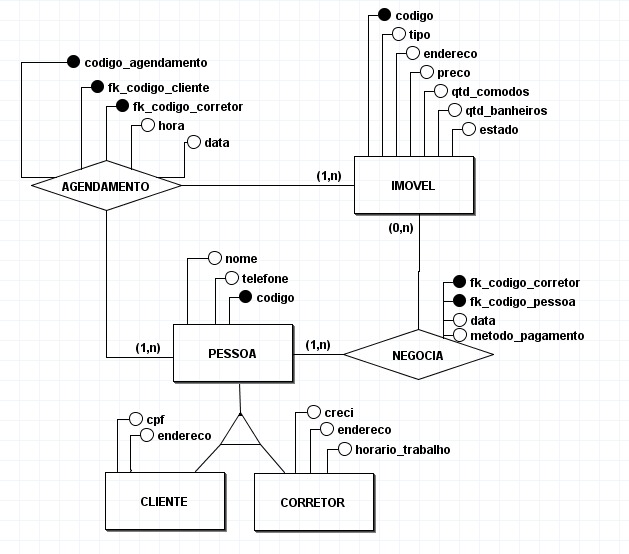 codigo
tipo
endereco
preco
qtd_comodos
qtd_banheiros
estado
codigo_agendamento
fk_codigo_cliente
fk_codigo_corretor
hora
data
AGENDAMENTO
(1,n)
IMOVEL
(0,n)
nome
telefone
codigo
fk_codigo_corretor
fk_codigo_pessoa
data
metodo_pagamento
(1,n)
PESSOA
(1,n)
NEGOCIA
cpf
endereco
creci
endereco
horario_trabalho
CLIENTE
CORRETOR